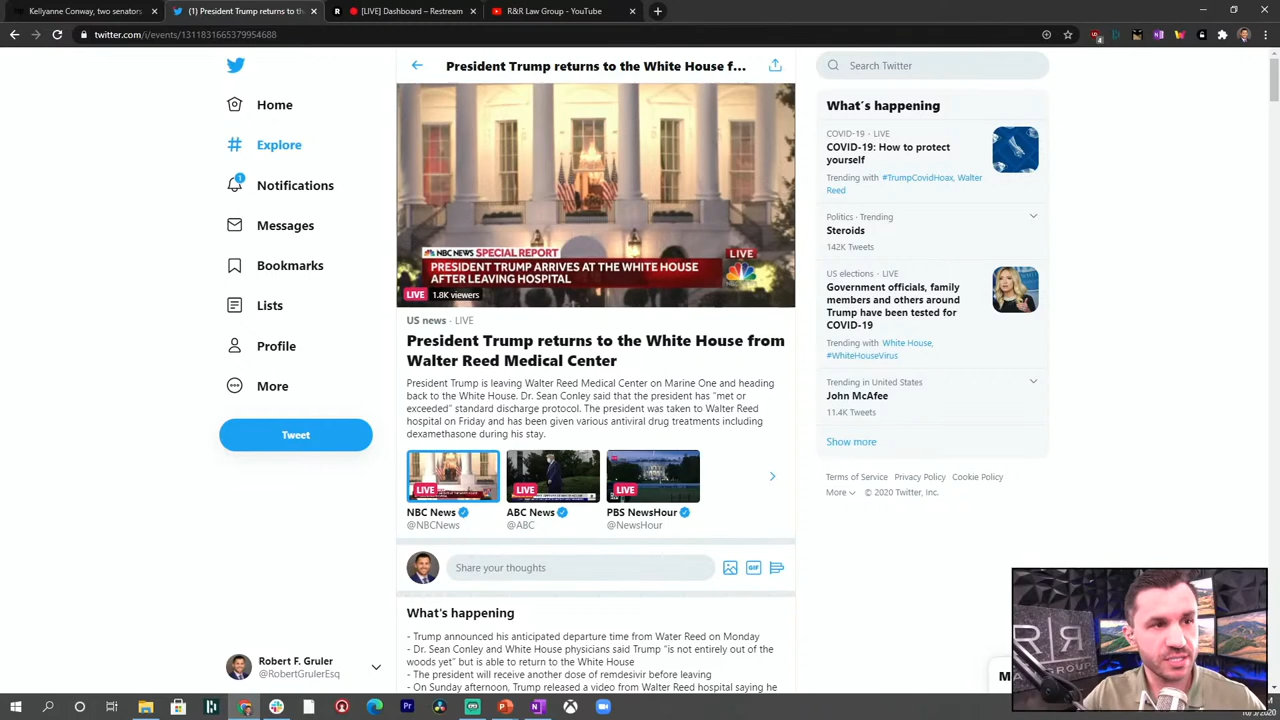 Kellyanne Conway, two senators
(1) President Trump returns to th
[LIVE] Dashboard - Restream
R&R Law Group - YouTube
twitter.com/i/events/1311831665379954688
Home
Explore
1
Notifications
Messages
Bookmarks
Lists
Profile
More
Tweet
Robert F. Gruler
@RobertGrulerEsq
President Trump returns to the White House f...
NBC NEWS SPECIAL REPORT
LIVE
PRESIDENT TRUMP ARRIVES AT THE WHITE HOUSE
AFTER LEAVING HOSPITAL
NBC
LIVE 1.8K viewers
US news · LIVE
President Trump returns to the White House from
Walter Reed Medical Center
President Trump is leaving Walter Reed Medical Center on Marine One and heading
back to the White House. Dr. Sean Conley said that the president has "met or
exceeded" standard discharge protocol. The president was taken to Walter Reed
hospital on Friday and has been given various antiviral drug treatments including
dexamethasone during his stay.
LIVE
LIVE
LIVE
NBC News
@NBCNews
ABC News
@ABC
PBS NewsHour
@NewsHour
Share your thoughts
GIF
What's happening
- Trump announced his anticipated departure time from Water Reed on Monday
- Dr. Sean Conley and White House physicians said Trump "is not entirely out of the
woods yet" but is able to return to the White House
- The president will receive another dose of remdesivir before leaving
- On Sunday afternoon, Trump released a video from Walter Reed hospital saying he
Search Twitter
What's happening
COVID-19 · LIVE
COVID-19: How to protect
yourself
Trending with #TrumpCovidHoax, Walter
Reed
Politics · Trending
Steroids
142K Tweets
US elections · LIVE
Government officials, family
members and others around
Trump have been tested for
COVID-19
Trending with White House,
#WhiteHouseVirus
Trending in United States
John McAfee
11.4K Tweets
Show more
Terms of Service Privacy Policy Cookie Policy
More © 2020 Twitter, Inc.
R|R
GROUP
10/5/2020